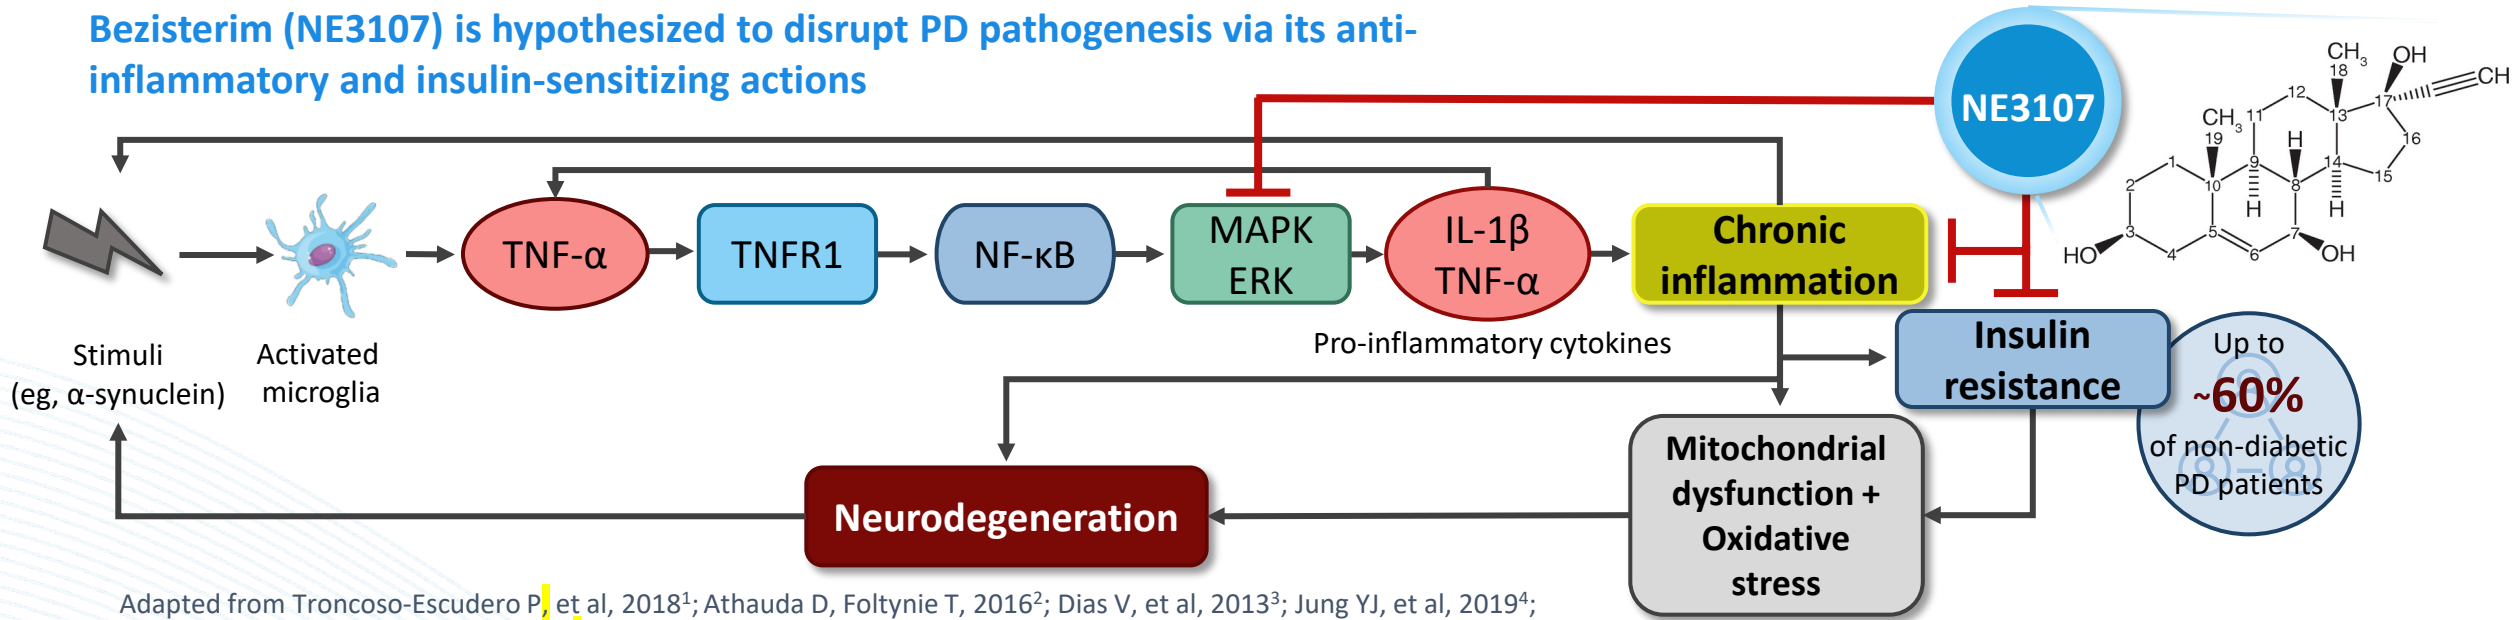 Bezisterim (NE3107) is hypothesized to disrupt PD pathogenesis via its anti-
inflammatory and insulin-sensitizing actions
NE3107
CH3
18
OH
CH
12
17
CH3
11
13
19
H
16
1
9
14
2
10
8
15
H
H
3
5
7
HO
4
6
OH
TNF-α
TNFR1
NF-κB
MAPK
ERK
IL-1β
TNF-α
Chronic
inflammation
Pro-inflammatory cytokines
Stimuli
(eg, α-synuclein)
Activated
microglia
Insulin
resistance
Up to
~60%
of non-diabetic
PD patients
Mitochondrial
dysfunction +
Oxidative
stress
Neurodegeneration
Adapted from Troncoso-Escudero P, et al, 2018¹; Athauda D, Foltynie T, 2016²; Dias V, et al, 2013³; Jung YJ, et al, 2019⁴;